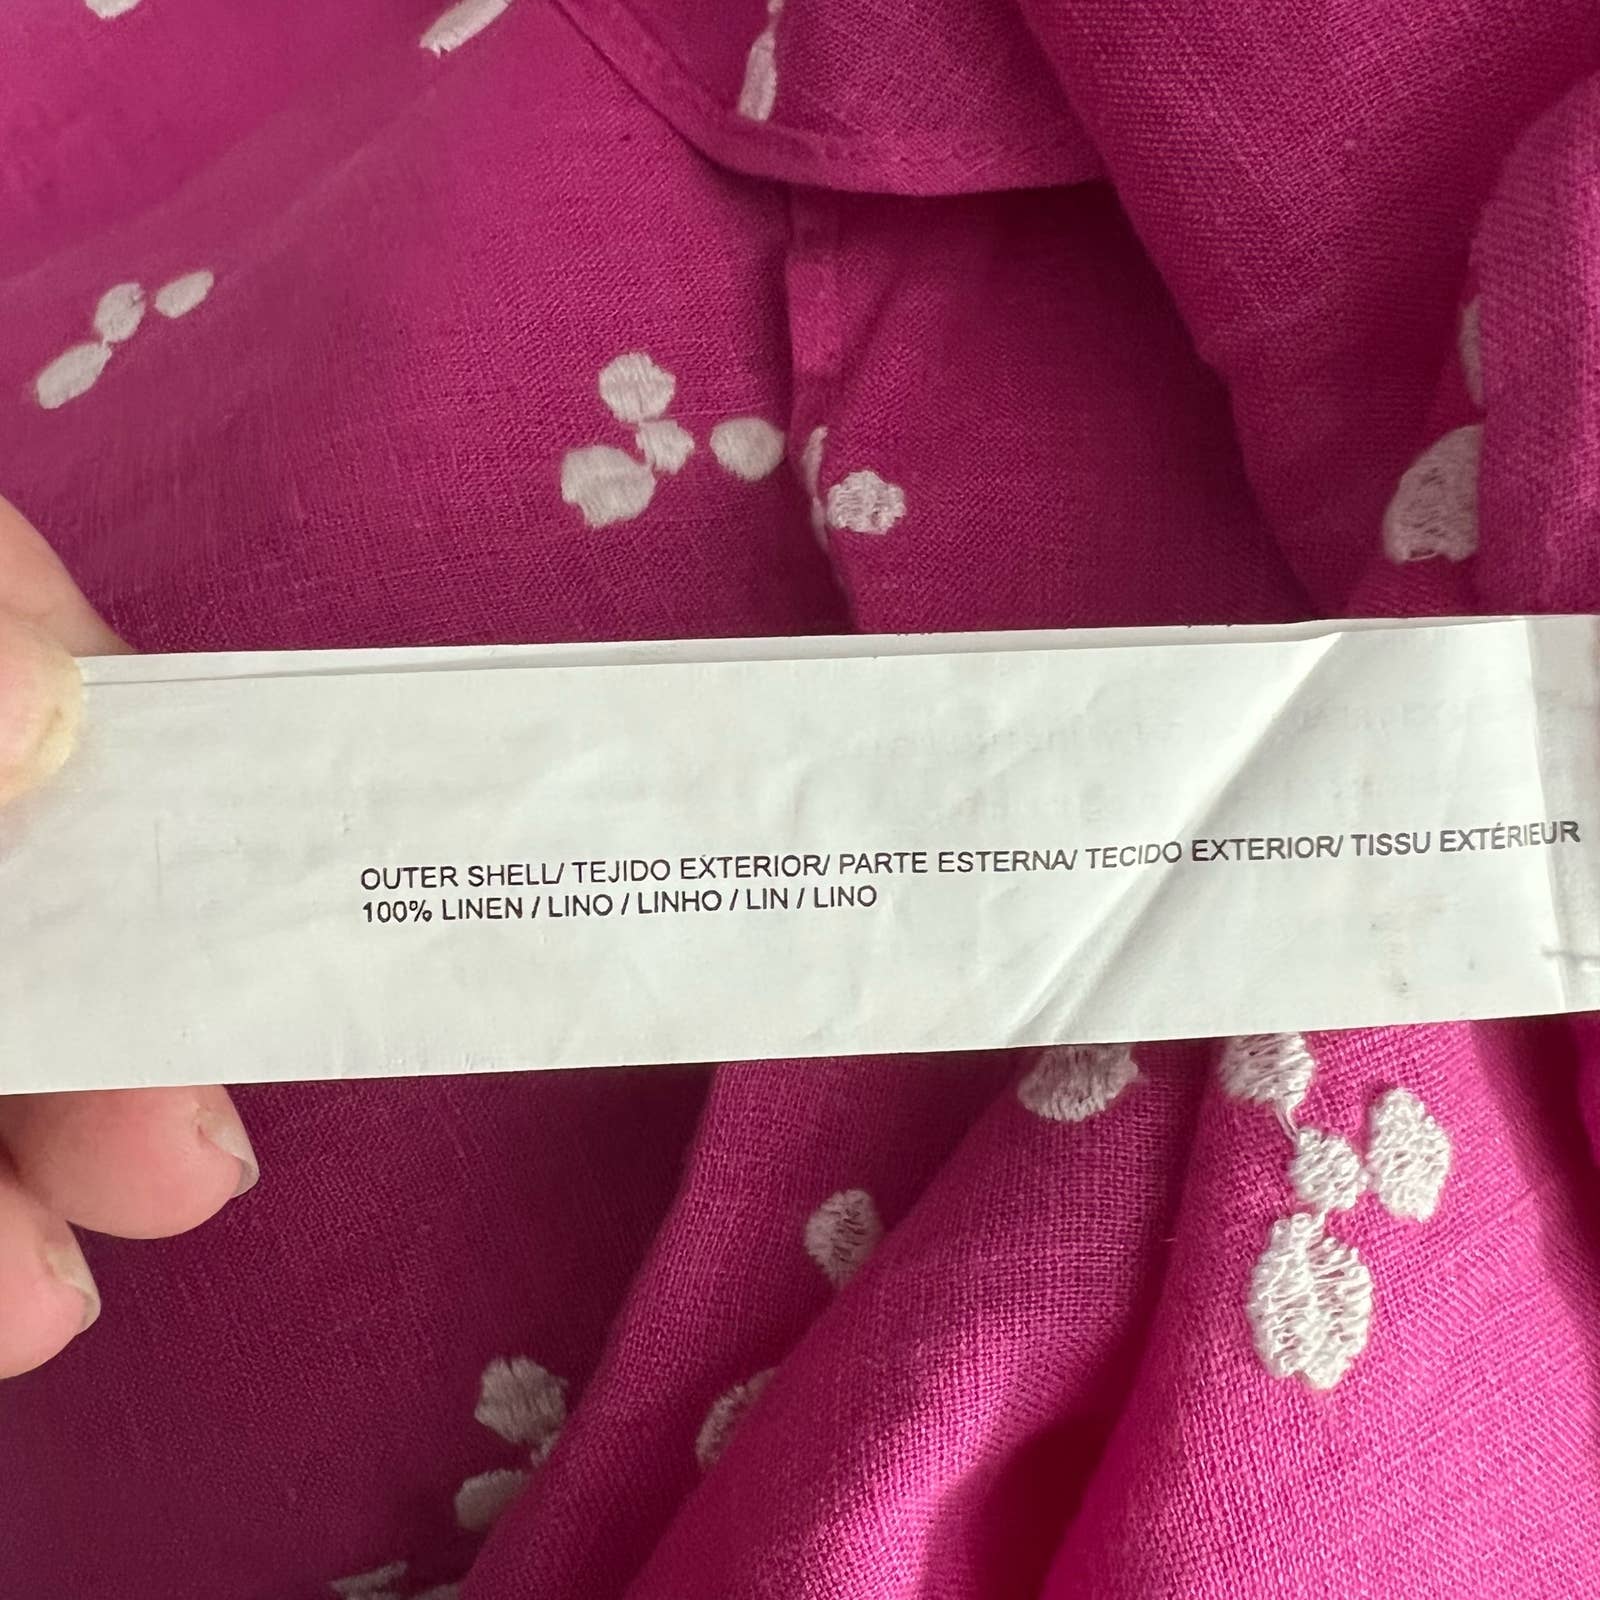 OUTER SHELL/ TEJIDO EXTERIOR/ PARTE ESTERNA/ TECIDO EXTERIOR/ TISSU EXTÉRIEUR
100% LINEN / LINO / LINHO / LIN / LINO